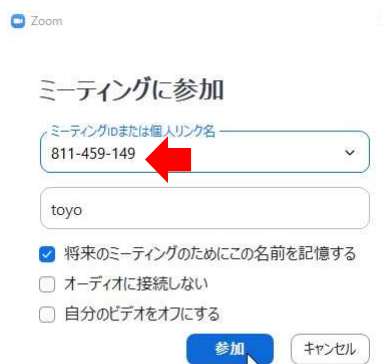 Zoom
ミーティングに参加
ミーティングIDまたは個人リンク名
811-459-149
toyo
将来のミーティングのためにこの名前を記憶する
オーディオに接続しない
自分のビデオをオフにする
参加 キャンセル